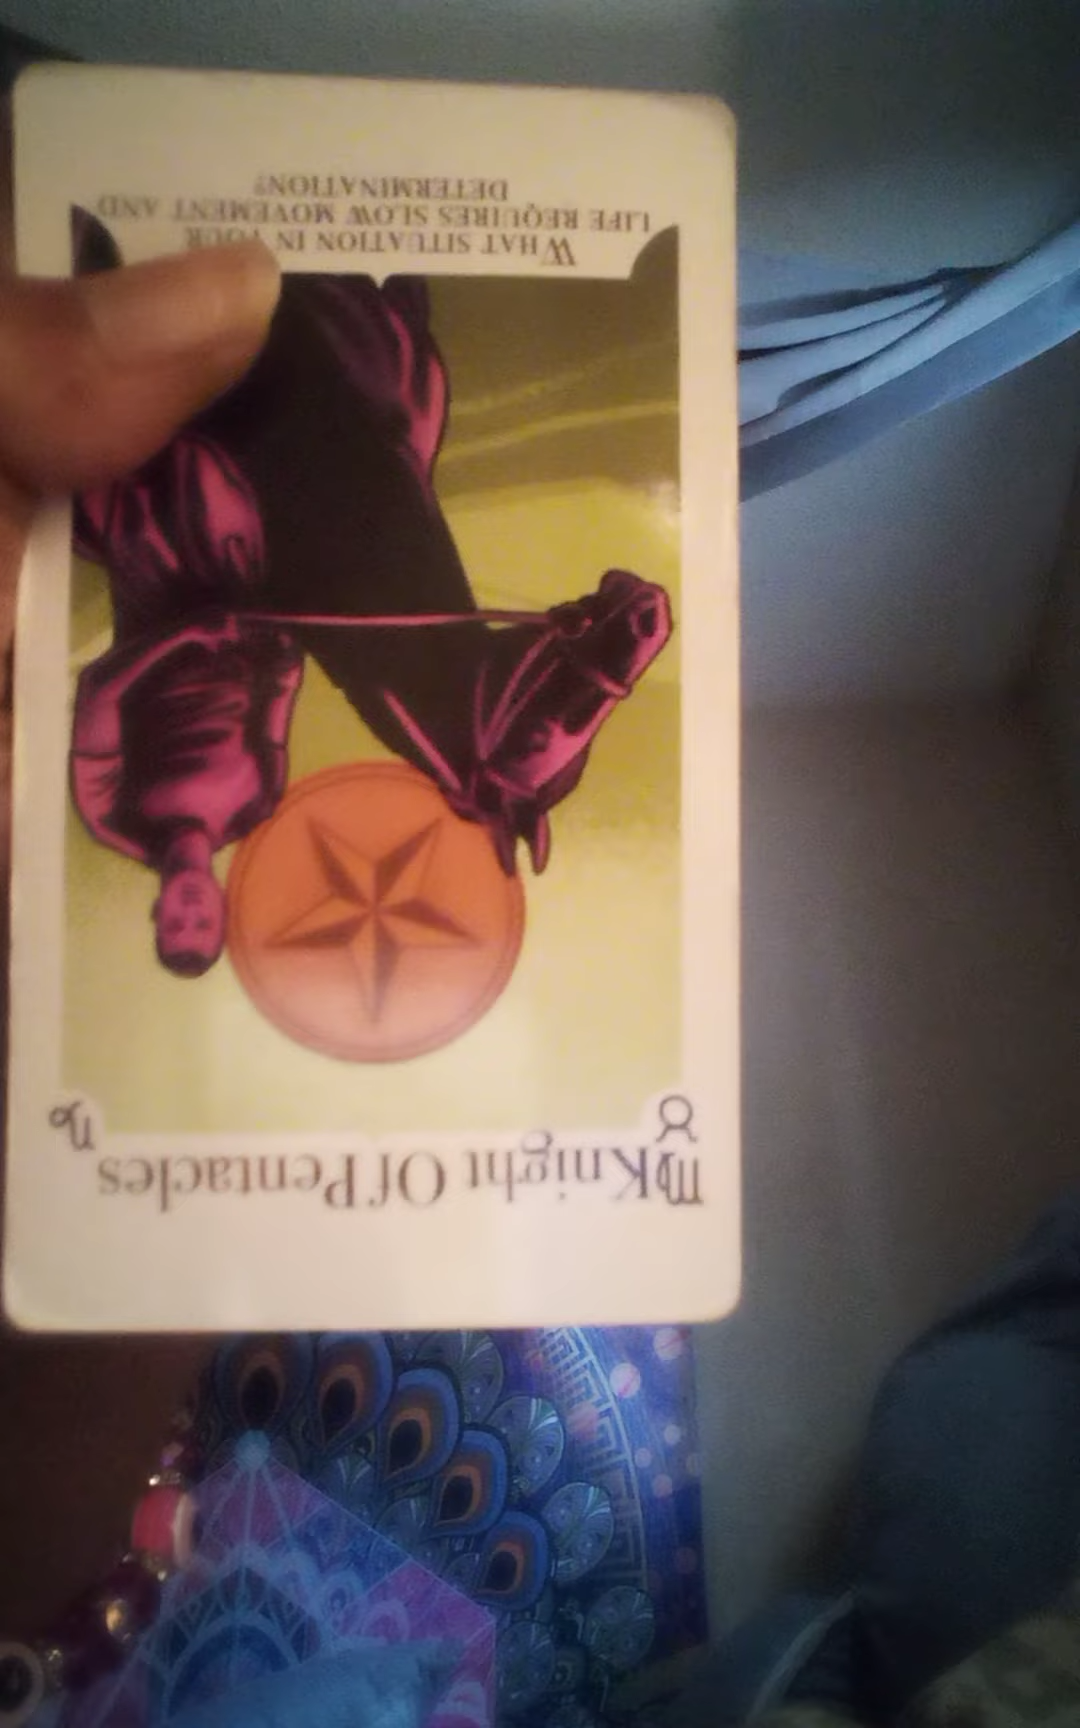 Knight Of Pentacles
WHAT SITUATION IN YOUR
LIFE REQUIRES SLOW MOVEMENT AND
DETERMINATION?